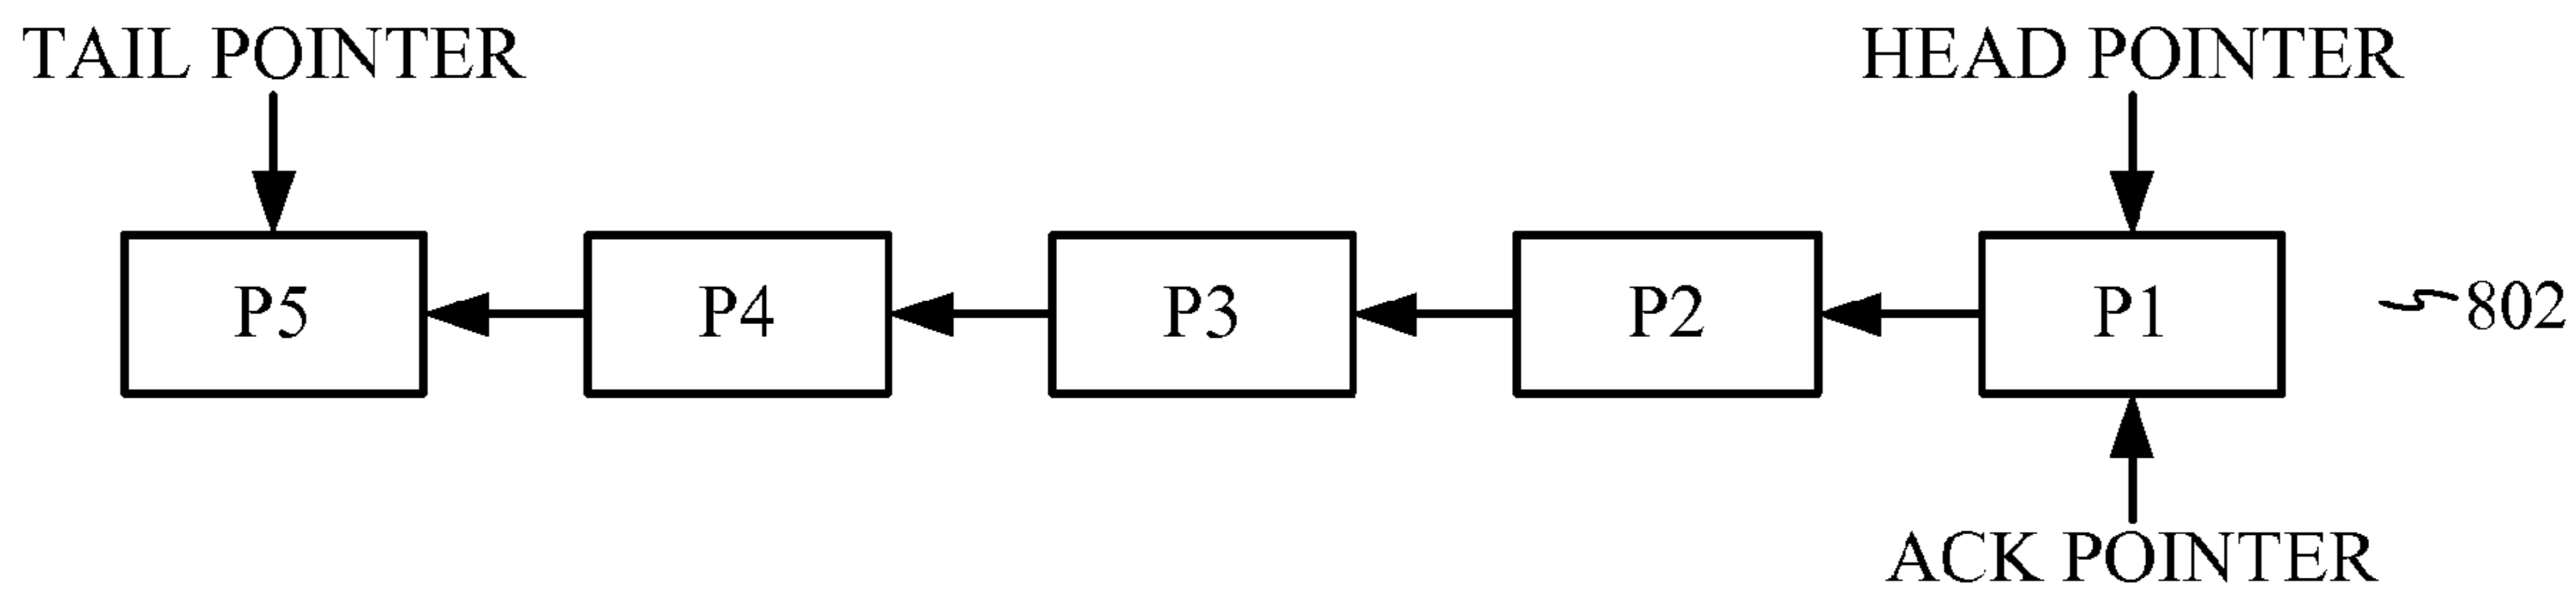 TAIL POINTER
HEAD POINTER
P5
P4
P3
P2
P1
802
ACK POINTER